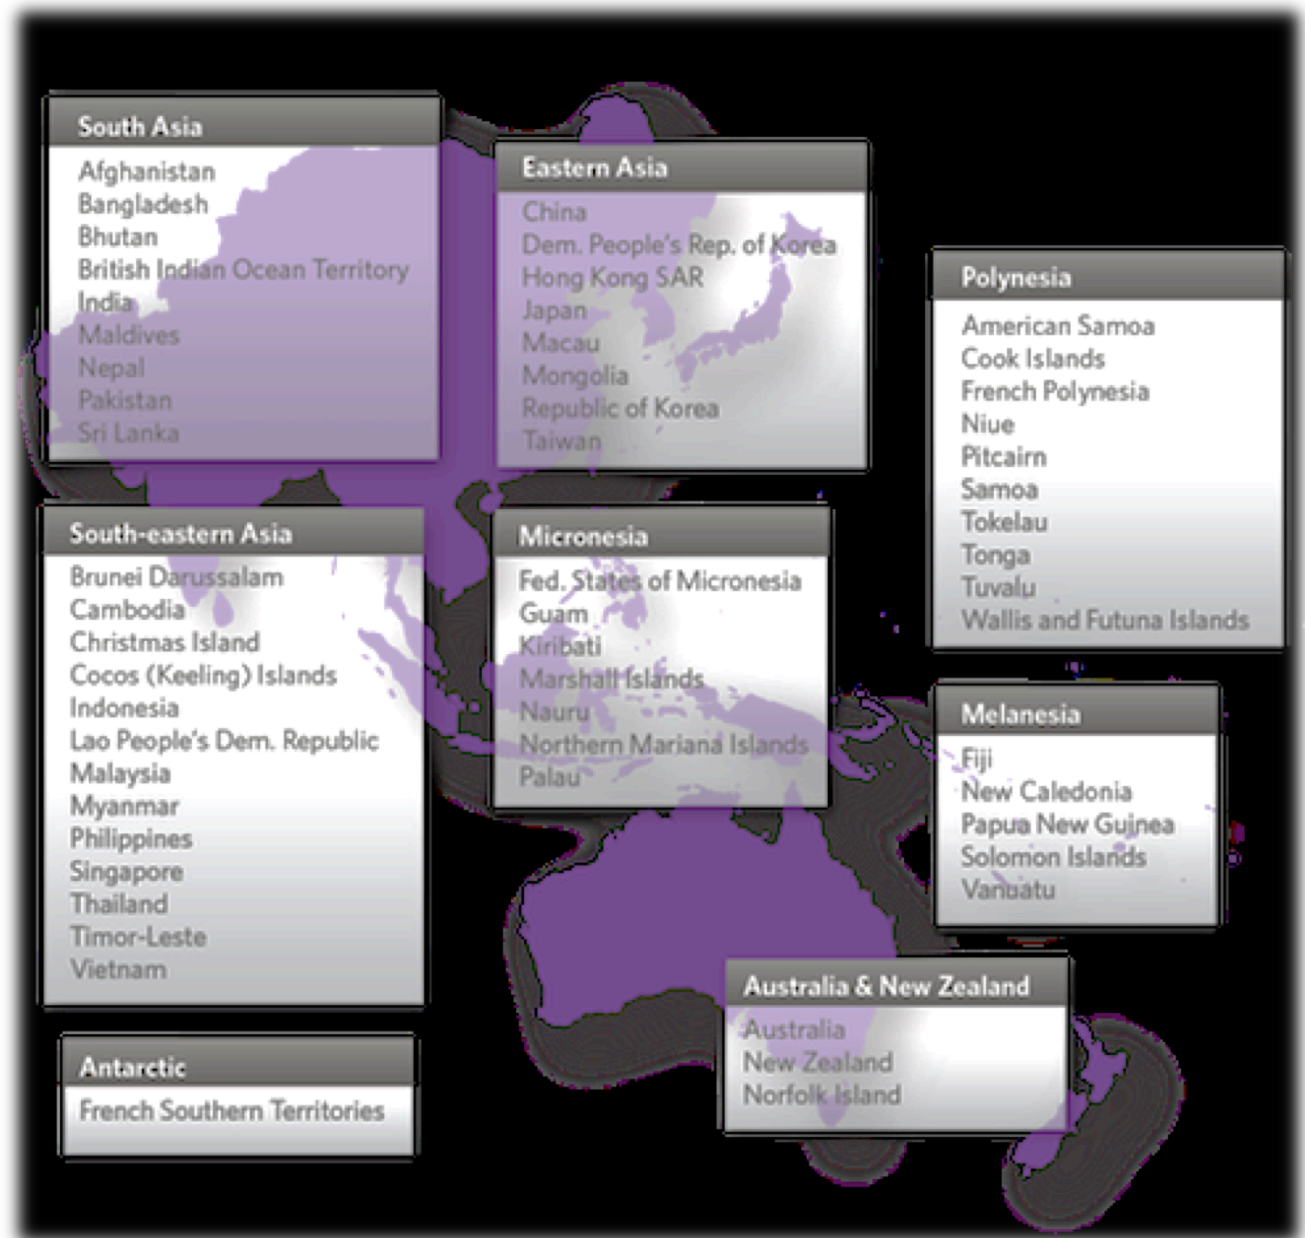 South Asia
Afghanistan
Bangladesh
Bhutan
British Indian Ocean Territory
India
Maldives
Nepal
Pakistan
Sri Lanka
Eastern Asia
China
Dem. People's Rep. of Korea
Hong Kong SAR
Japan
Macau
Mongolia
Republic of Korea
Taiwan
Polynesia
American Samoa
Cook Islands
French Polynesia
Niue
Pitcairn
Samoa
Tokelau
Tonga
Tuvalu
Wallis and Futuna Islands
South-eastern Asia
Brunei Darussalam
Cambodia
Christmas Island
Cocos (Keeling) Islands
Indonesia
Lao People's Dem. Republic
Malaysia
Myanmar
Philippines
Singapore
Thailand
Timor-Leste
Vietnam
Micronesia
Fed. States of Micronesia
Guam
Kiribati
Marshall Islands
Nauru
Northern Mariana Islands
Palau
Melanesia
Fiji
New Caledonia
Papua New Guinea
Solomon Islands
Vanuatu
Australia & New Zealand
Australia
New Zealand
Norfolk Island
Antarctic
French Southern Territories